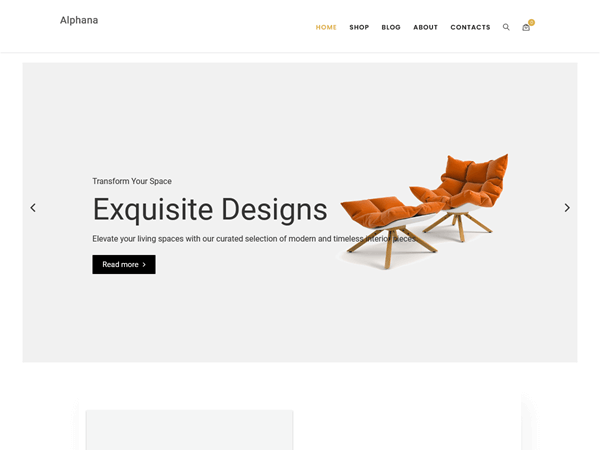 Alphana
HOME SHOP BLOG ABOUT CONTACTS
Transform Your Space
Exquisite Designs
Elevate your living spaces with our curated selection of modern and timeless interior pieces.
Read more